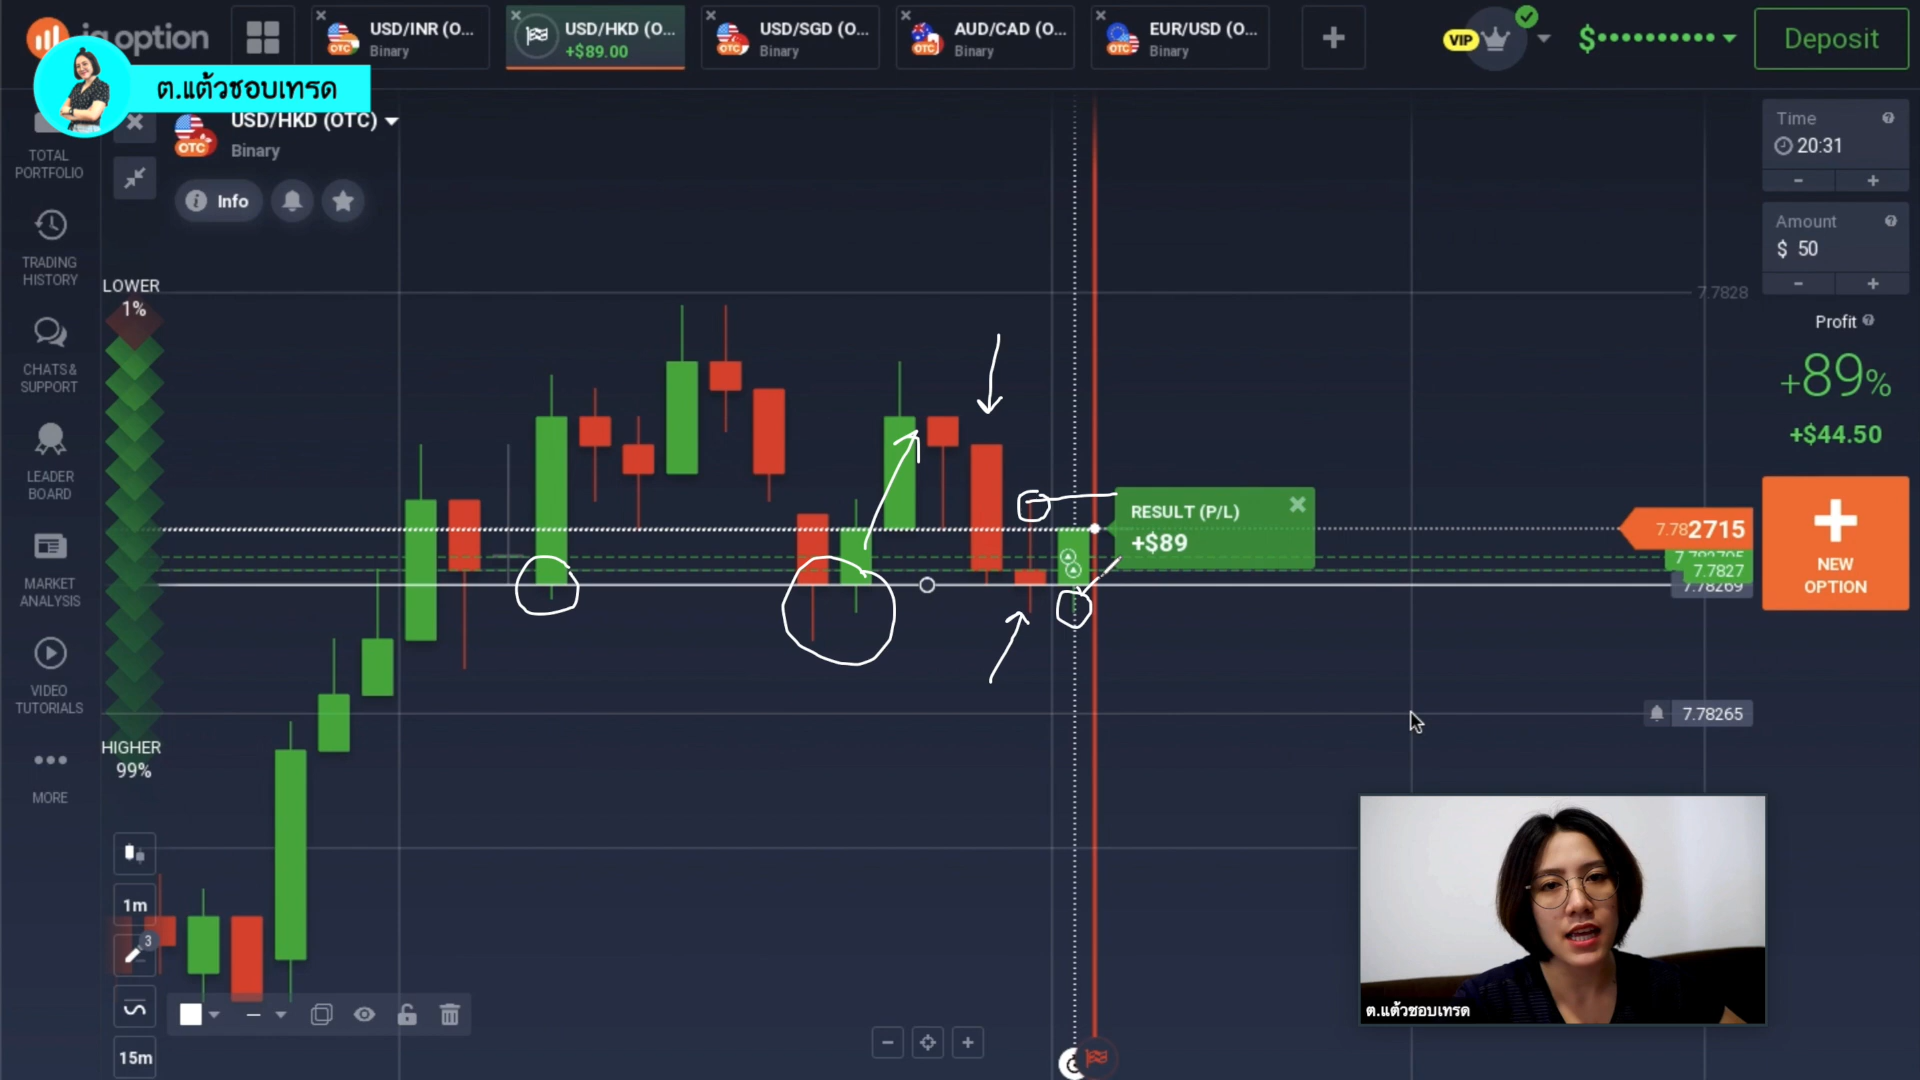 iq option
USD/INR (O...
Binary
USD/HKD (O...
+$89.00
USD/SGD (O...
Binary
AUD/CAD (O...
Binary
EUR/USD (O...
Binary
VIP
$••••••••••
Deposit
ต.แต้วชอบเทรด
USD/HKD (OTC)
OTC
Binary
Info
TOTAL
PORTFOLIO
TRADING
HISTORY
CHATS &
SUPPORT
LEADER
BOARD
MARKET
ANALYSIS
VIDEO
TUTORIALS
MORE
LOWER
1%
HIGHER
99%
1m
3
15m
RESULT (P/L)
+$89
7.7828
7.782715
7.7827
7.78269
7.78265
Time
20:31
Amount
$ 50
Profit
+89%
+$44.50
NEW
OPTION
ต.แต้วชอบเทรด